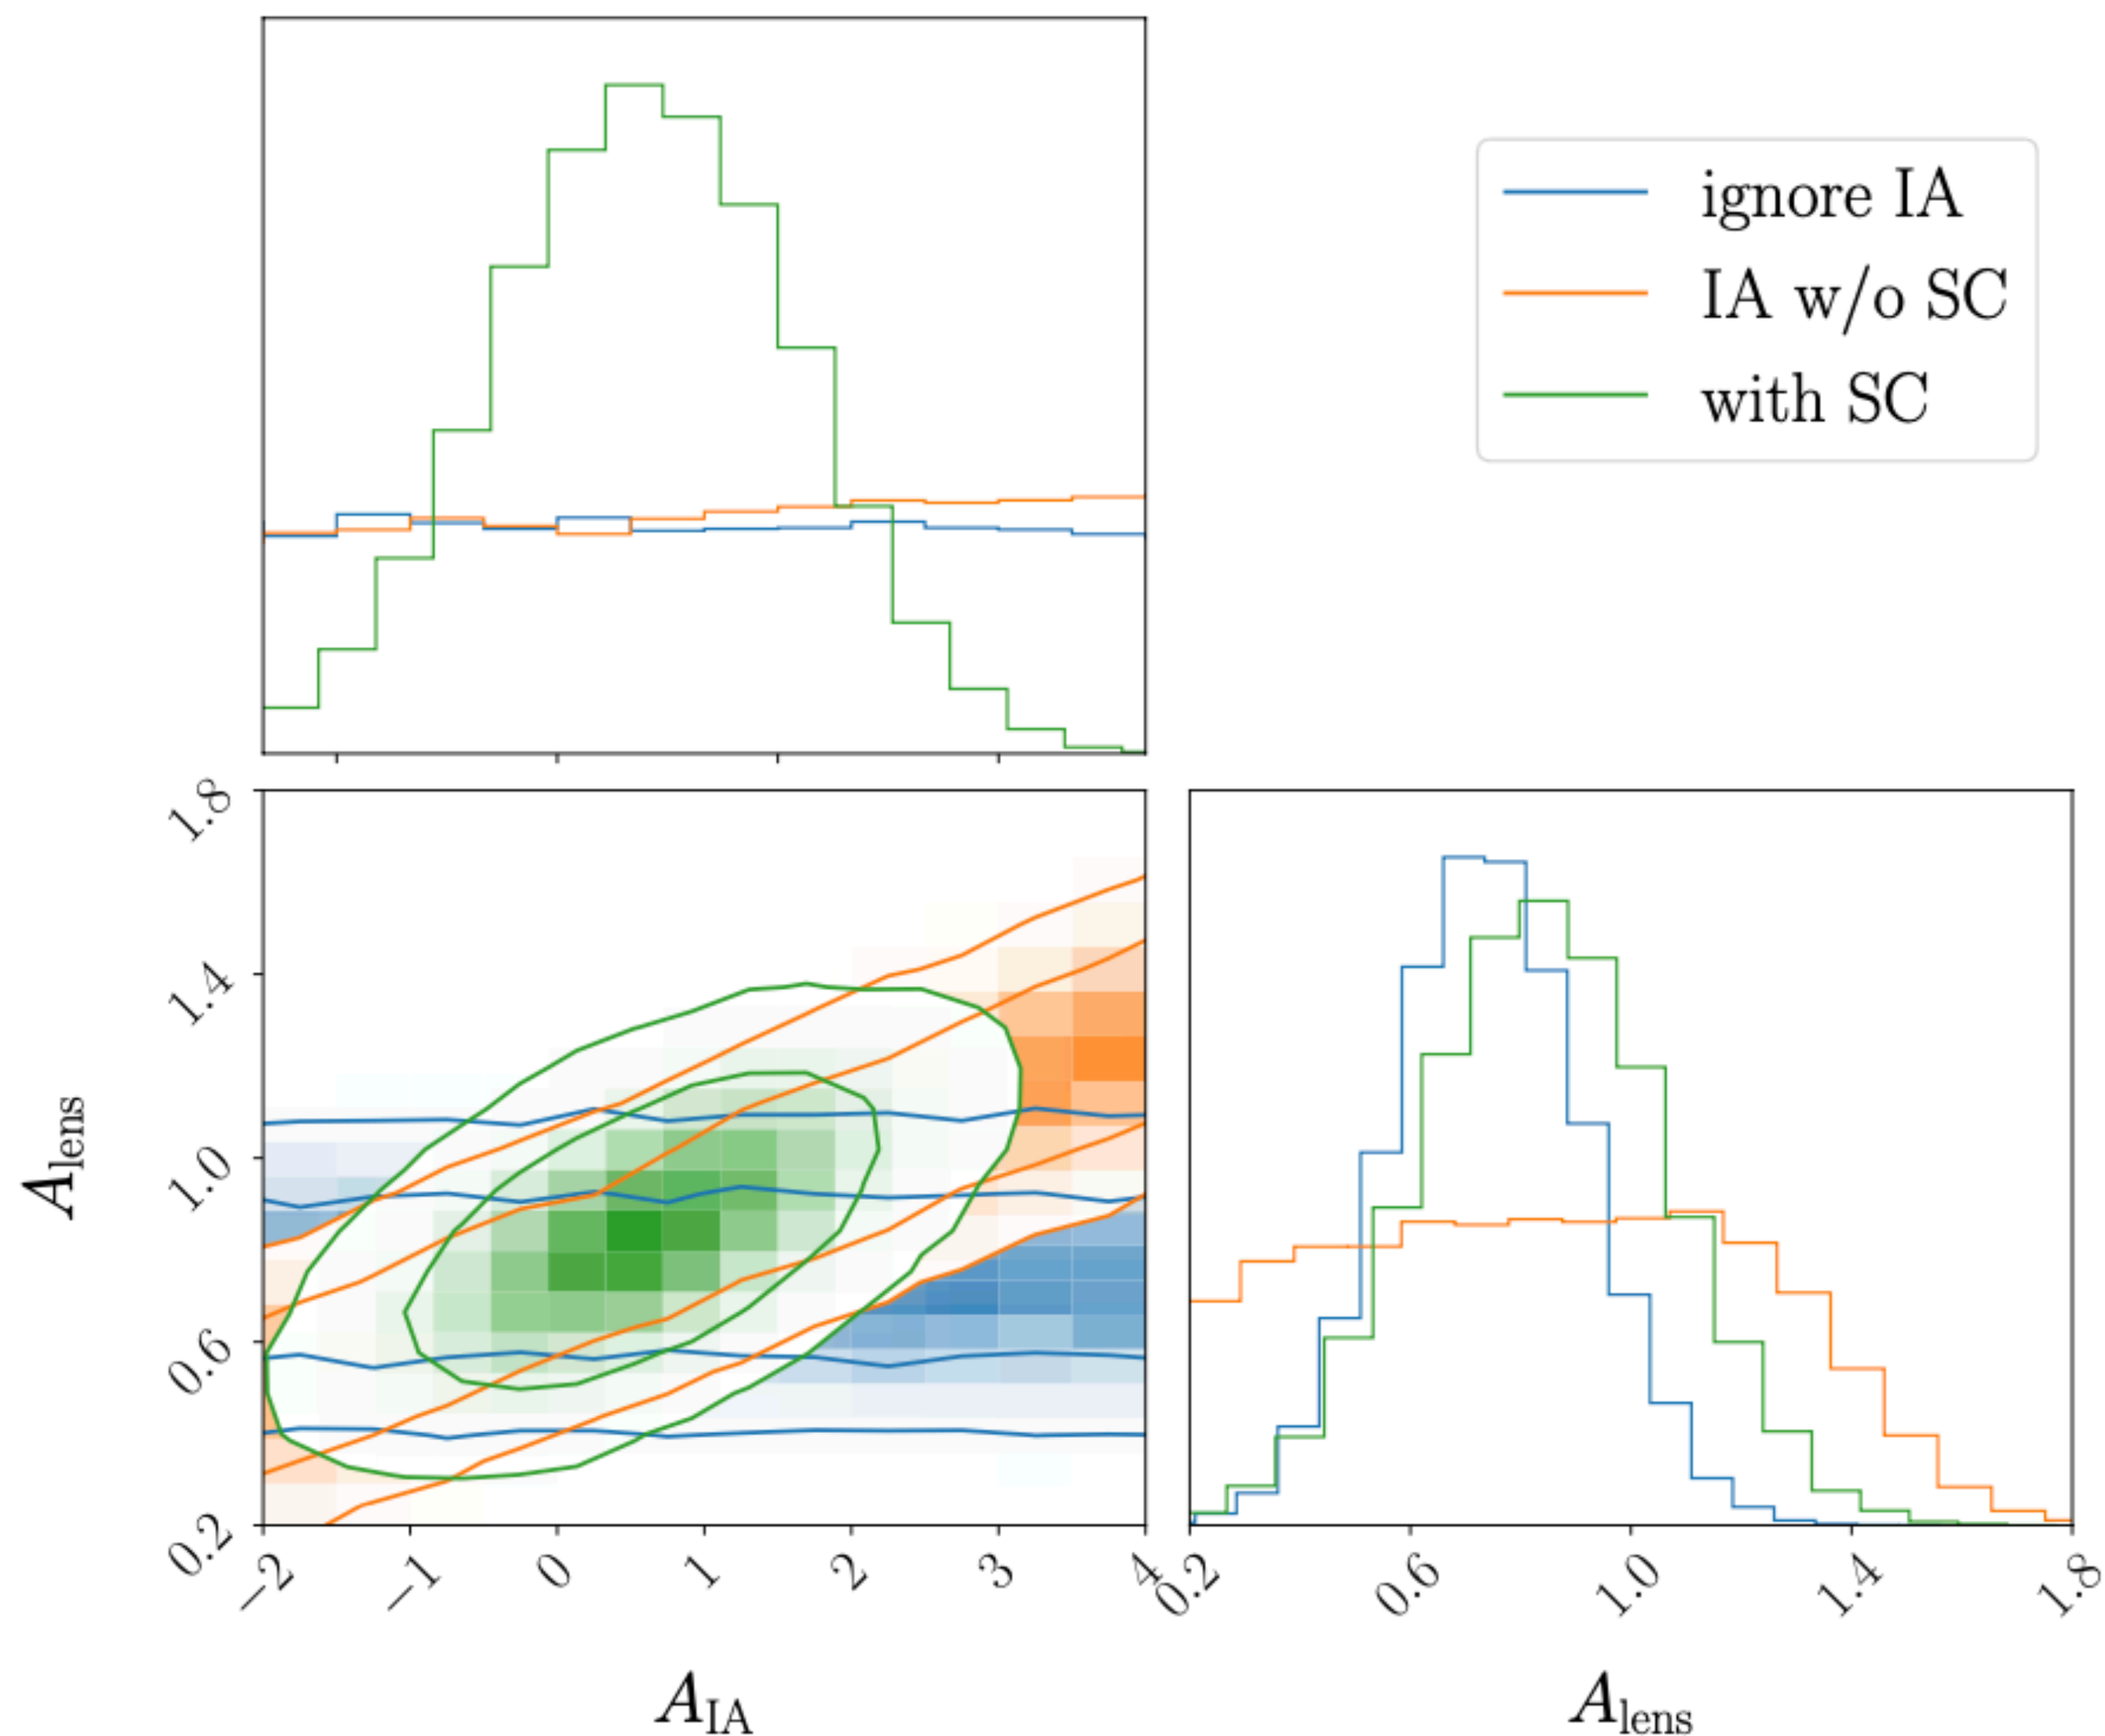 ignore IA
IA w/o SC
with SC
A_lens
1.8
1.4
1.0
0.6
0.2
−2 −1 0 1 2 3 4
0.2 0.6 1.0 1.4 1.8
A_IA
A_lens